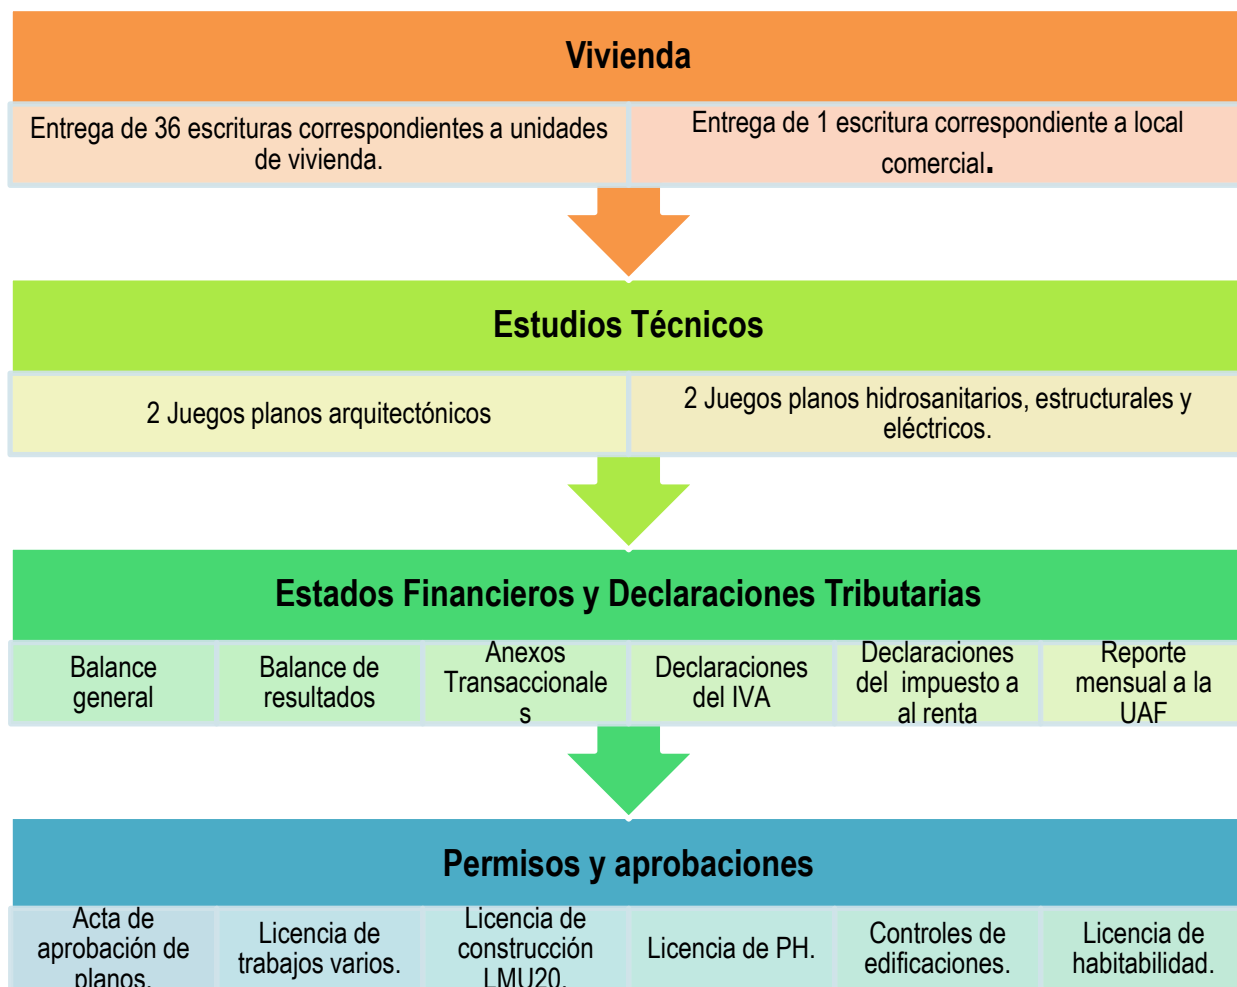 Vivienda
Entrega de 36 escrituras correspondientes a unidades
de vivienda.
Entrega de 1 escritura correspondiente a local
comercial.
Estudios Técnicos
2 Juegos planos arquitectónicos
2 Juegos planos hidrosanitarios, estructurales y
eléctricos.
Estados Financieros y Declaraciones Tributarias
Balance
general
Balance de
resultados
Anexos
Transaccionale
s
Declaraciones
del IVA
Declaraciones
del impuesto a
al renta
Reporte
mensual a la
UAF
Permisos y aprobaciones
Acta de
aprobación de
planos.
Licencia de
trabajos varios.
Licencia de
construcción
LMU20.
Licencia de PH.
Controles de
edificaciones.
Licencia de
habitabilidad.